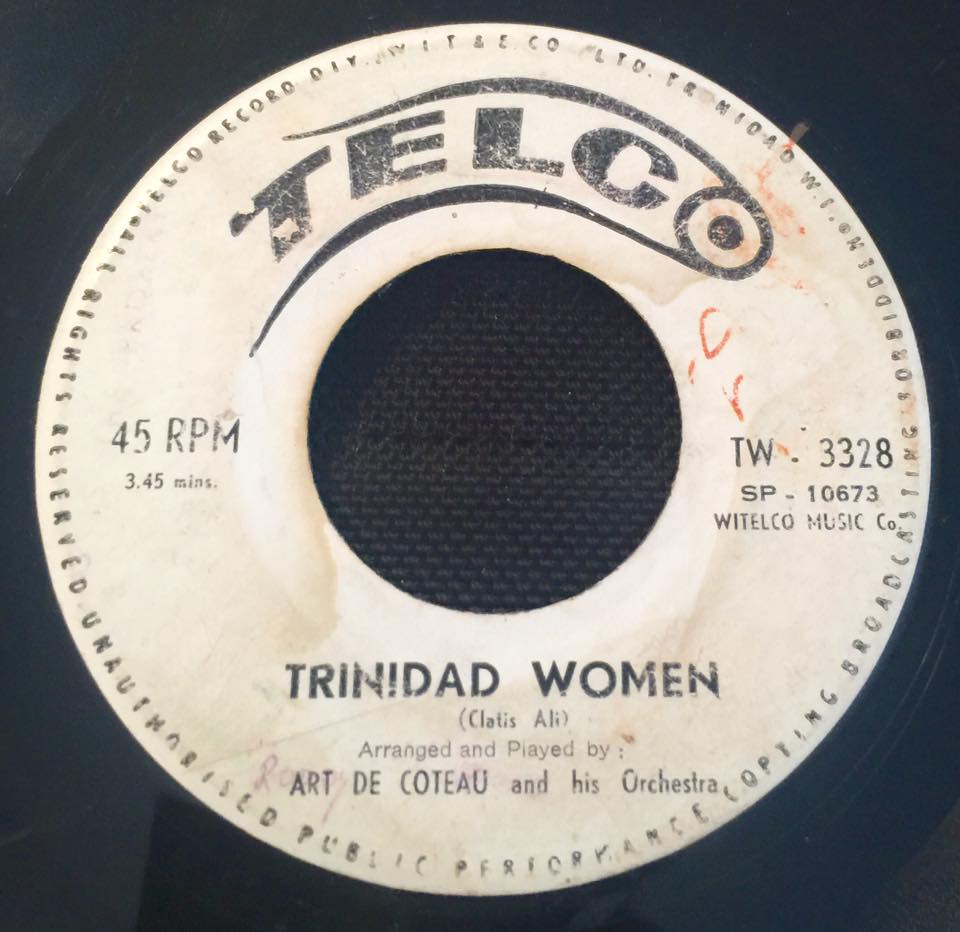 TELCO
TELCO RECORD DIV. W.I.T & E. CO. LTD. TRINIDAD W.I.
ALL RIGHTS RESERVED. UNAUTHORISED PUBLIC PERFORMANCE COPTING BROADCASTING FORBIDDEN
45 RPM
3.45 mins.
TW - 3328
SP - 10673
WITELCO MUSIC Co.
TRINIDAD WOMEN
(Clatis Ali)
Arranged and Played by :
ART DE COTEAU and his Orchestra